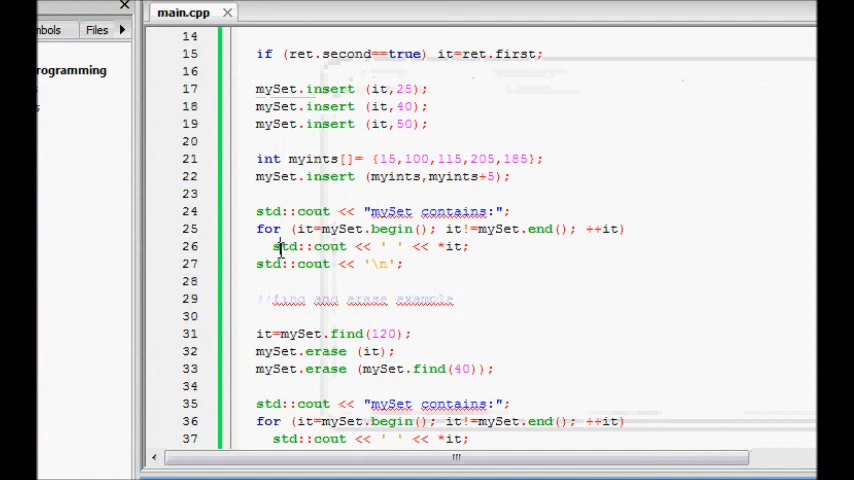 main.cpp
mbols Files
rogramming
14
15 if (ret.second==true) it=ret.first;
16
17 mySet.insert (it,25);
18 mySet.insert (it,40);
19 mySet.insert (it,50);
20
21 int myints[]= {15,100,115,205,185};
22 mySet.insert (myints,myints+5);
23
24 std::cout << "mySet contains:";
25 for (it=mySet.begin(); it!=mySet.end(); ++it)
26 std::cout << ' ' << *it;
27 std::cout << '\n';
28
29 //find and erase example
30
31 it=mySet.find(120);
32 mySet.erase (it);
33 mySet.erase (mySet.find(40));
34
35 std::cout << "mySet contains:";
36 for (it=mySet.begin(); it!=mySet.end(); ++it)
37 std::cout << ' ' << *it;